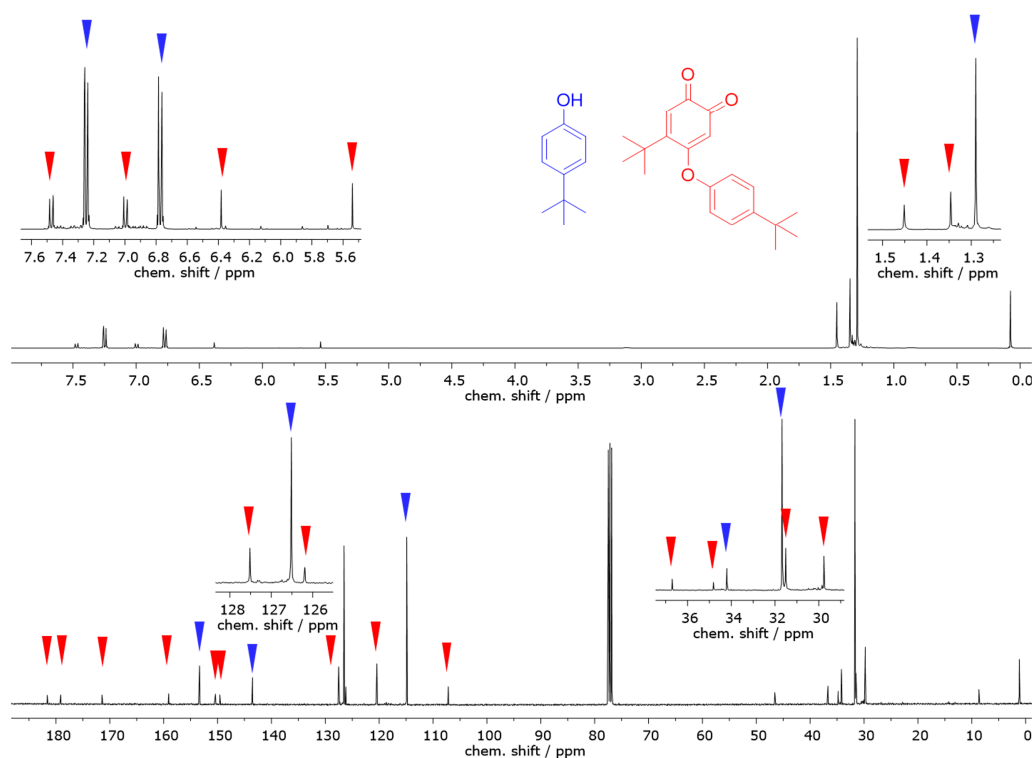 OH
O
O
O
7.6 7.4 7.2 7.0 6.8 6.6 6.4 6.2 6.0 5.8 5.6
chem. shift / ppm
1.5 1.4 1.3
chem. shift / ppm
7.5 7.0 6.5 6.0 5.5 5.0 4.5 4.0 3.5 3.0 2.5 2.0 1.5 1.0 0.5 0.0
chem. shift / ppm
128 127 126
chem. shift / ppm
36 34 32 30
chem. shift / ppm
180 170 160 150 140 130 120 110 100 90 80 70 60 50 40 30 20 10 0
chem. shift / ppm